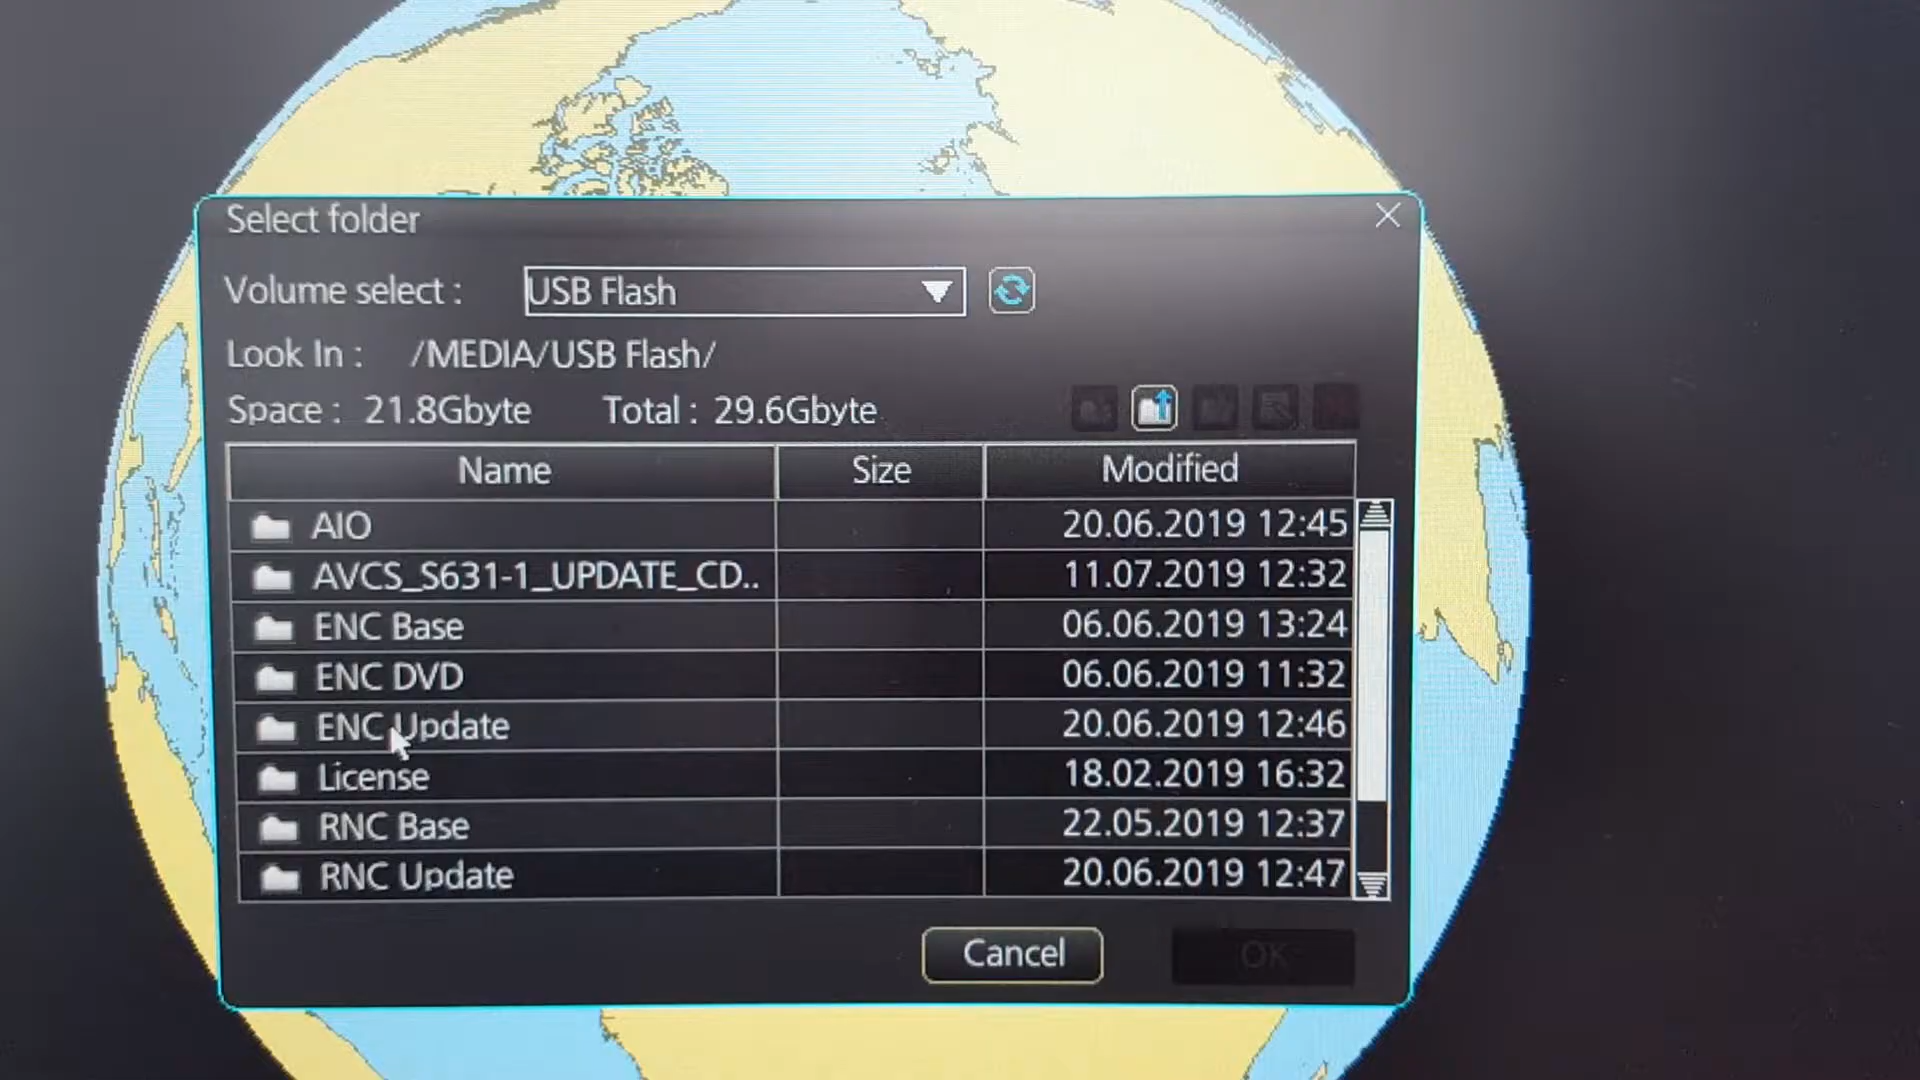 Select folder
Volume select : USB Flash
Look In : /MEDIA/USB Flash/
Space : 21.8Gbyte Total : 29.6Gbyte
Name Size Modified
AIO 20.06.2019 12:45
AVCS_S631-1_UPDATE_CD.. 11.07.2019 12:32
ENC Base 06.06.2019 13:24
ENC DVD 06.06.2019 11:32
ENC Update 20.06.2019 12:46
License 18.02.2019 16:32
RNC Base 22.05.2019 12:37
RNC Update 20.06.2019 12:47
Cancel OK